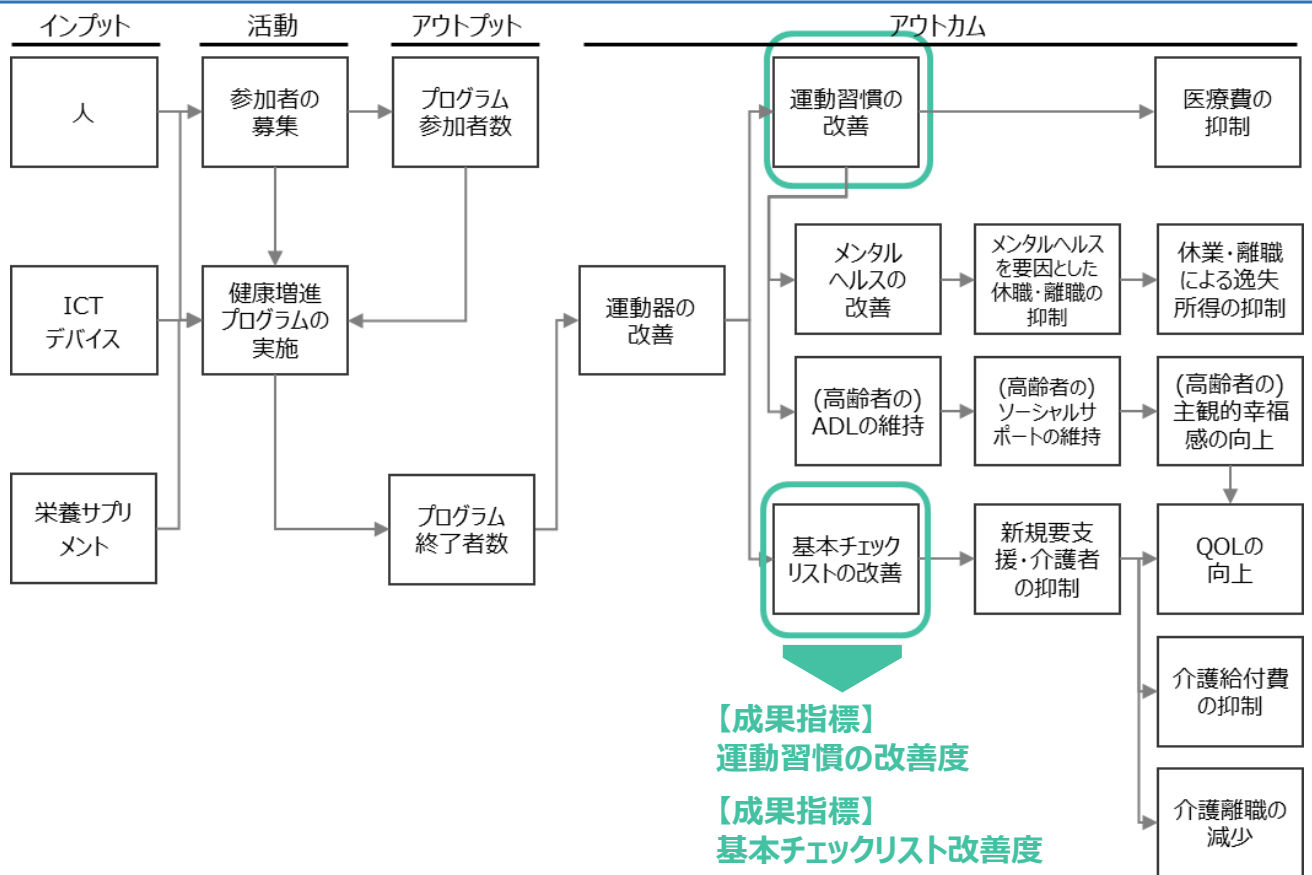 インプット
活動
アウトプット
アウトカム
人
参加者の
募集
プログラム
参加者数
運動習慣の
改善
医療費の
抑制
ICT
デバイス
健康増進
プログラムの
実施
運動器の
改善
メンタル
ヘルスの
改善
メンタルヘルス
を要因とした
休職・離職の
抑制
休業・離職
による逸失
所得の抑制
(高齢者の)
ADLの維持
(高齢者の)
ソーシャルサ
ポートの維持
(高齢者の)
主観的幸福
感の向上
栄養サプリ
メント
プログラム
終了者数
基本チェック
リストの改善
新規要支
援・介護者
の抑制
QOLの
向上
介護給付費
の抑制
介護離職の
減少
【成果指標】
運動習慣の改善度
【成果指標】
基本チェックリスト改善度